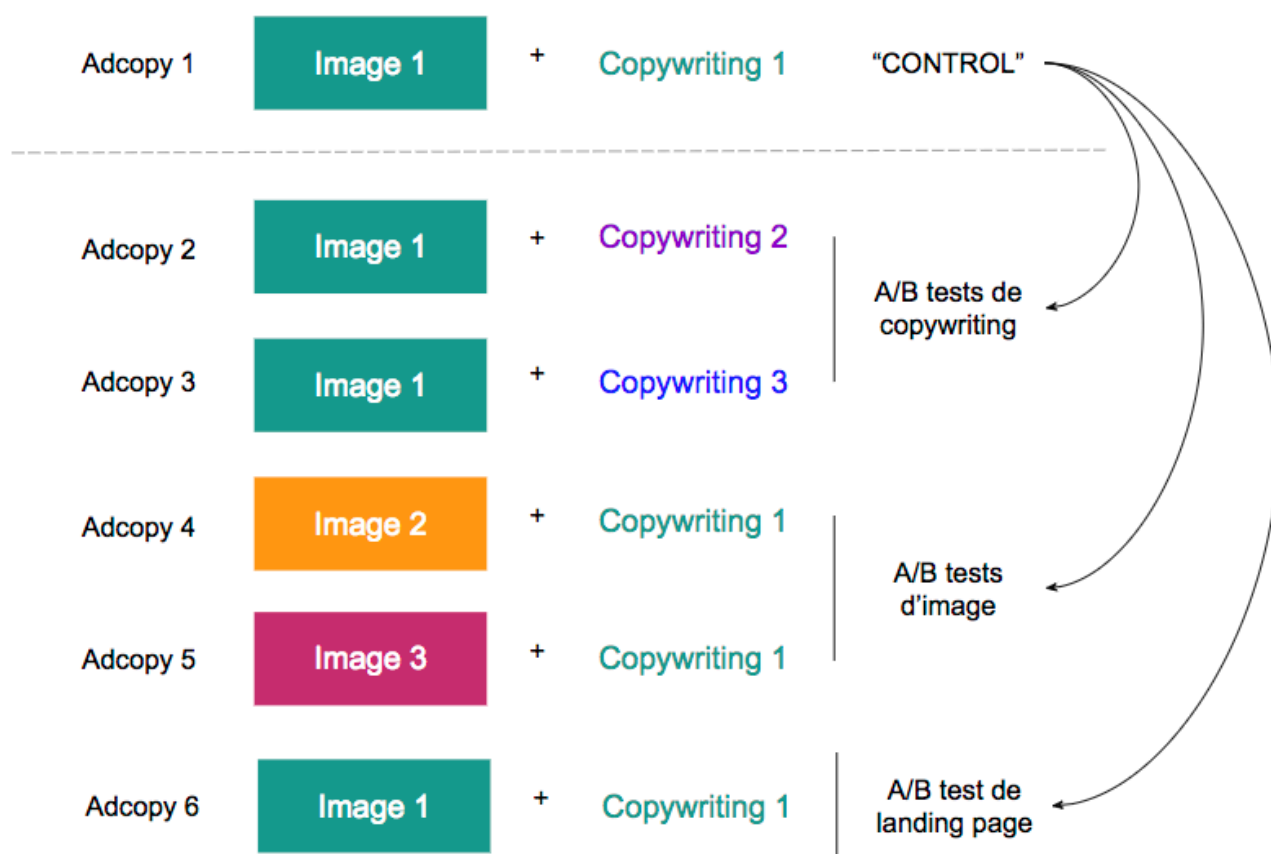 Adcopy 1 Image 1 + Copywriting 1 “CONTROL”
Adcopy 2 Image 1 + Copywriting 2
A/B tests de
copywriting
Adcopy 3 Image 1 + Copywriting 3
Adcopy 4 Image 2 + Copywriting 1
A/B tests
d’image
Adcopy 5 Image 3 + Copywriting 1
Adcopy 6 Image 1 + Copywriting 1
A/B test de
landing page